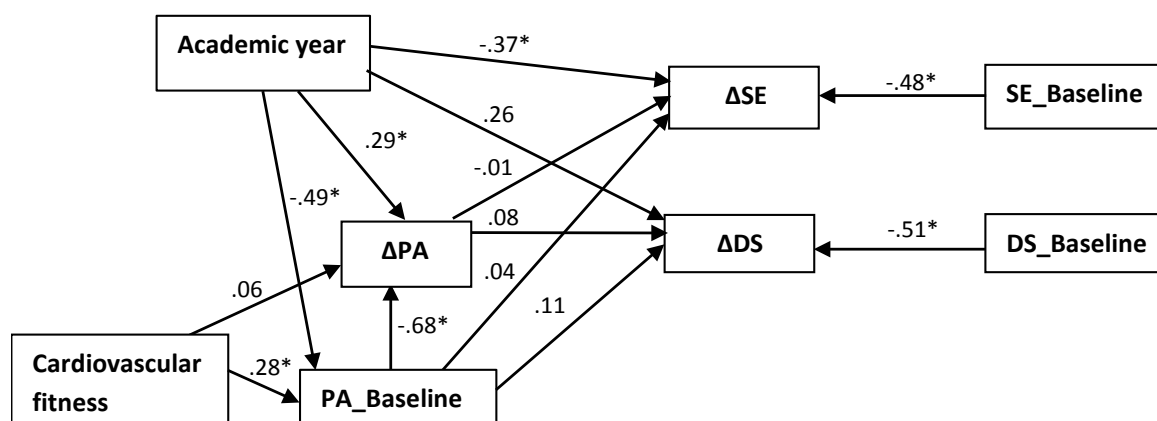 Academic year
-.37*
ΔSE
-.48*
SE_Baseline
.26
.29*
-.01
-.49*
.08
ΔPA
ΔDS
-.51*
DS_Baseline
.04
.06
.11
-.68*
Cardiovascular
fitness
.28*
PA_Baseline